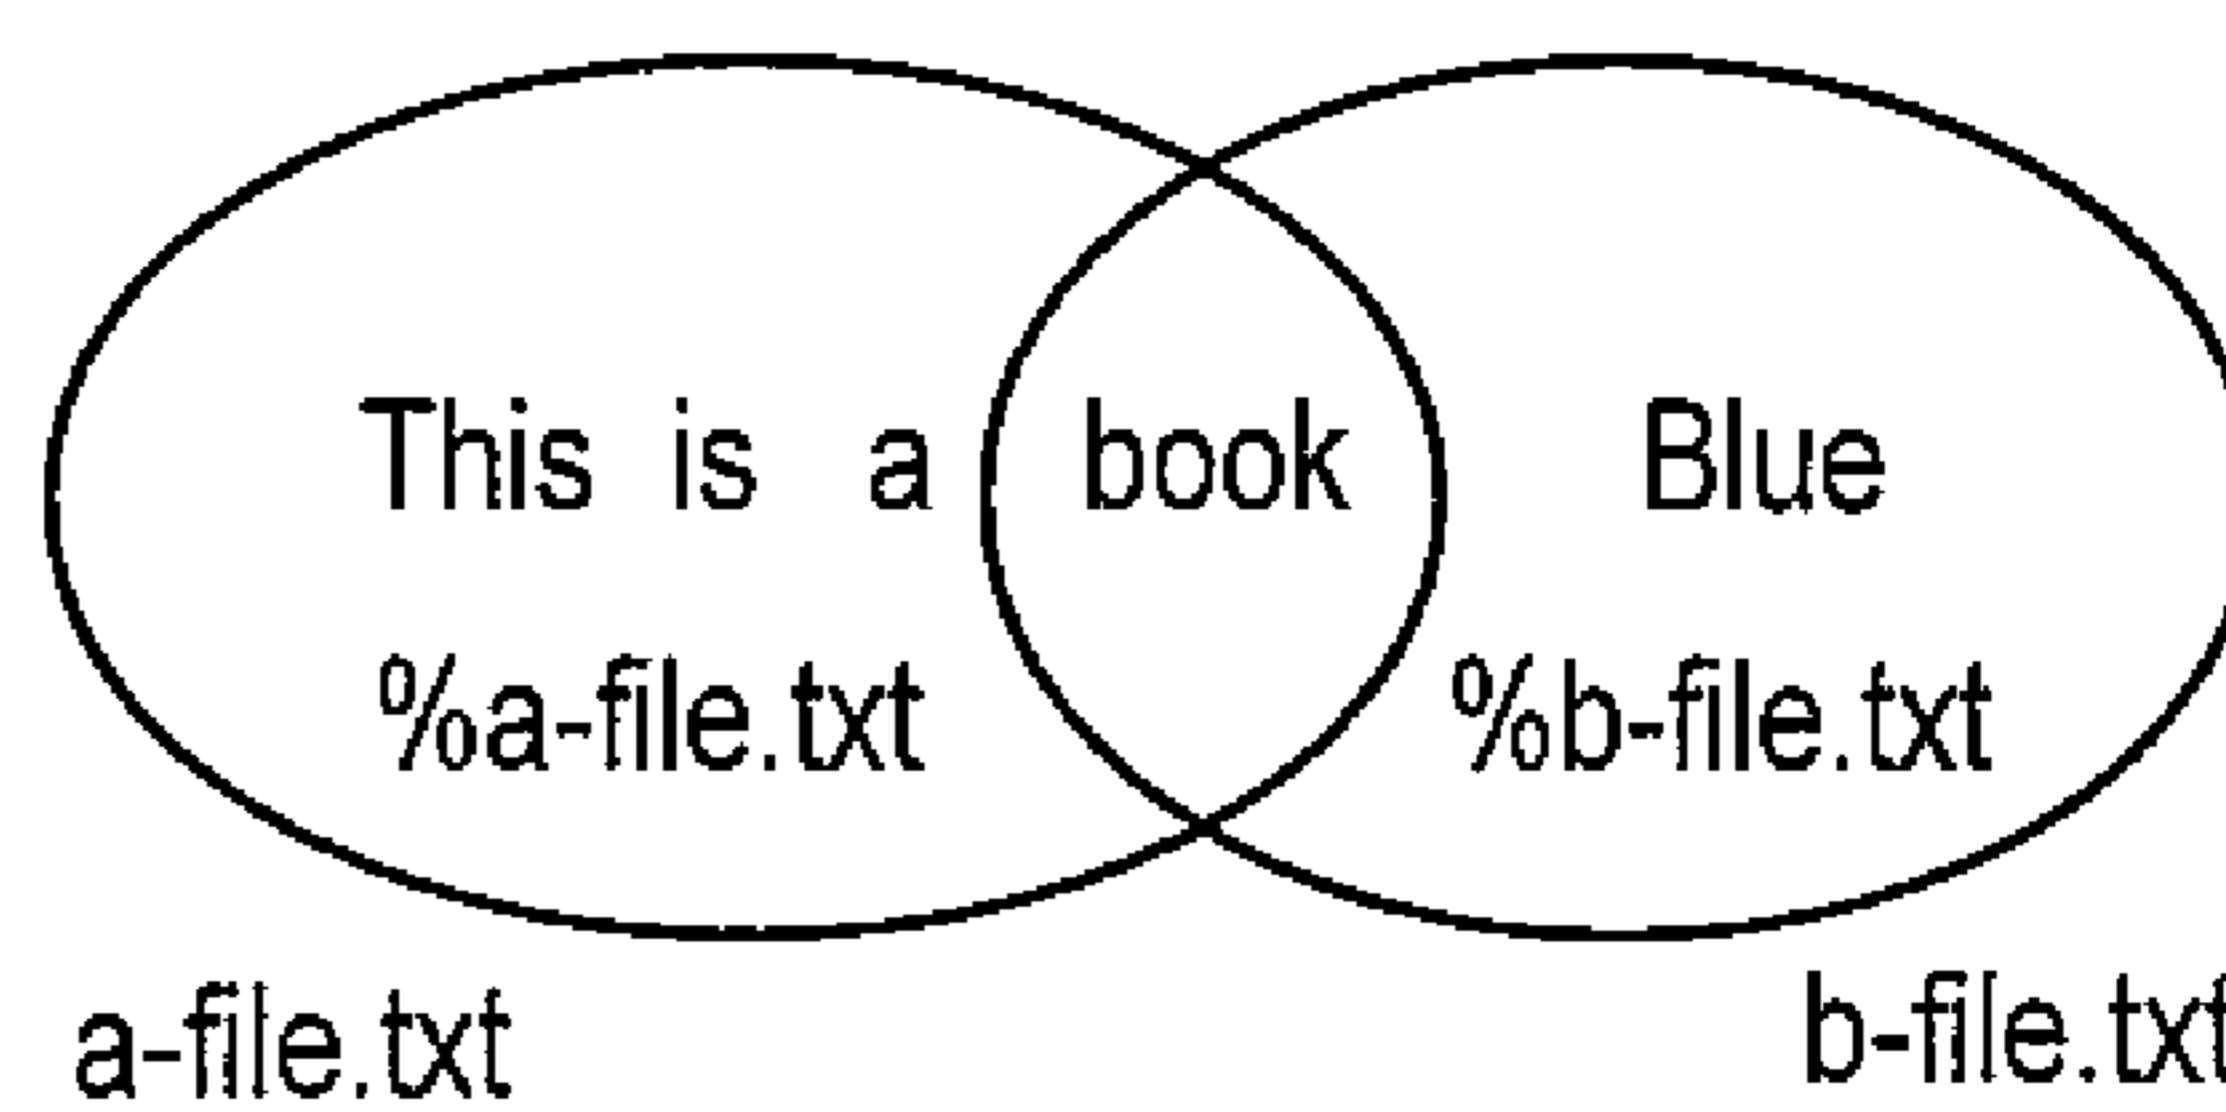 This is a book Blue
%a-file.txt %b-file.txt
a-file.txt b-file.txt